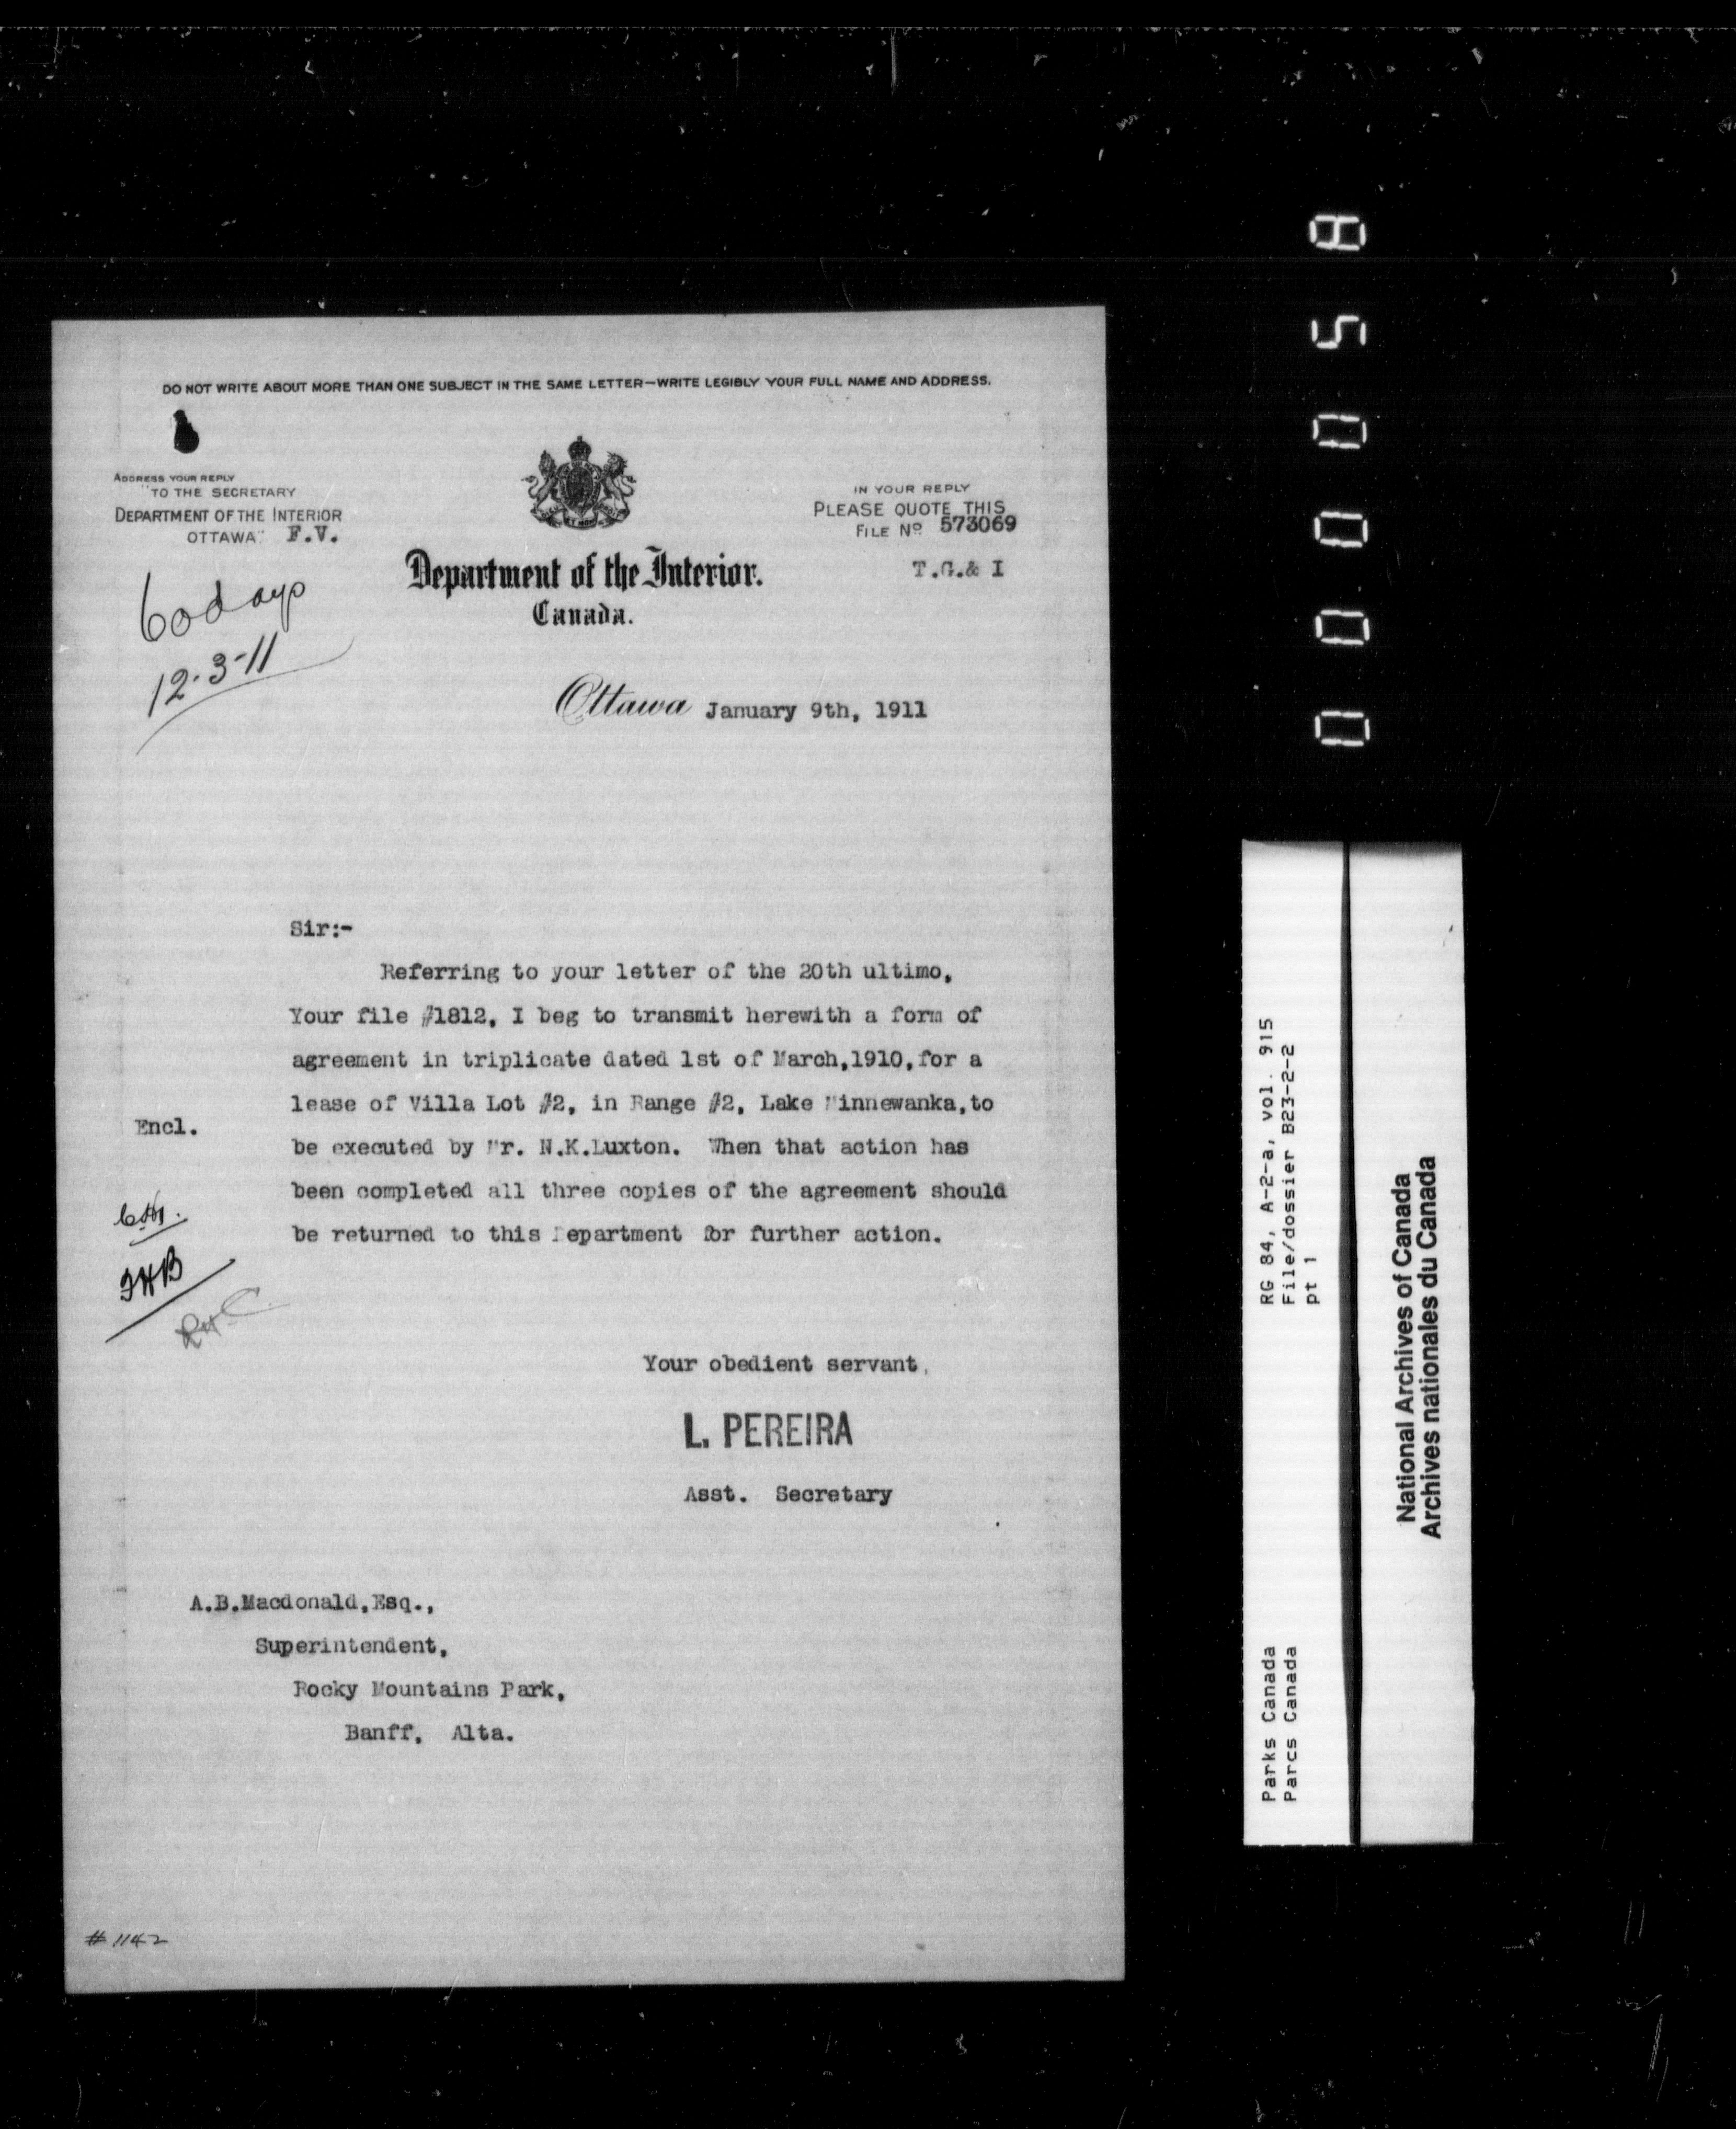 DO NOT WRITE ABOUT MORE THAN ONE SUBJECT IN THE SAME LETTER—WRITE LEGIBLY YOUR FULL NAME AND ADDRESS.
ADDRESS YOUR REPLY
"TO THE SECRETARY
DEPARTMENT OF THE INTERIOR
OTTAWA" F.V.
IN YOUR REPLY
PLEASE QUOTE THIS
FILE No 573069
T.G.& I
Department of the Interior.
Canada.
60 days
12-3-11
Ottawa January 9th, 1911
Sir:-
Referring to your letter of the 20th ultimo,
Your file #1812, I beg to transmit herewith a form of
agreement in triplicate dated 1st of March,1910,for a
lease of Villa Lot #2, in Range #2, Lake Minnewanka,to
Encl.
be executed by Mr. N.K.Luxton. When that action has
been completed all three copies of the agreement should
be returned to this Department for further action.
Your obedient servant,
L. PEREIRA
Asst. Secretary
A.B.Macdonald,Esq.,
Superintendent,
Rocky Mountains Park,
Banff, Alta.
# 1142
000058
RG 84, A-2-a, vol. 915
File/dossier B23-2-2
pt 1
Parks Canada
Parcs Canada
National Archives of Canada
Archives nationales du Canada